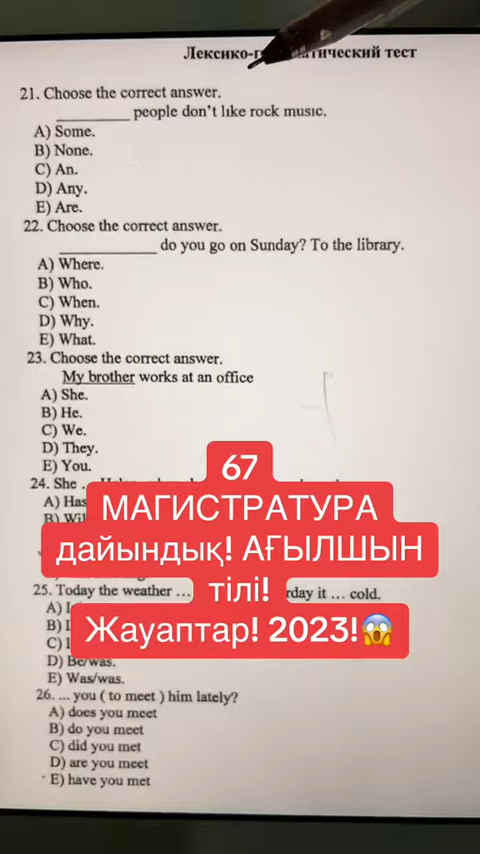 Лексико-г тический тест
21. Choose the correct answer.
________ people don't like rock music.
A) Some.
B) None.
C) An.
D) Any.
E) Are.
22. Choose the correct answer.
___________ do you go on Sunday? To the library.
A) Where.
B) Who.
C) When.
D) Why.
E) What.
23. Choose the correct answer.
My brother works at an office
A) She.
B) He.
C) We.
D) They.
E) You.
24. She
A) Has
B)
67
МАГИСТРАТУРА
дайындық! АҒЫЛШЫН
тілі!
Жауаптар! 2023!😱
25. Today the weather … rday it … cold.
A)
B)
C)
D) Be/was.
E) Was/was.
26. ... you ( to meet ) him lately?
A) does you meet
B) do you meet
C) did you met
D) are you meet
E) have you met